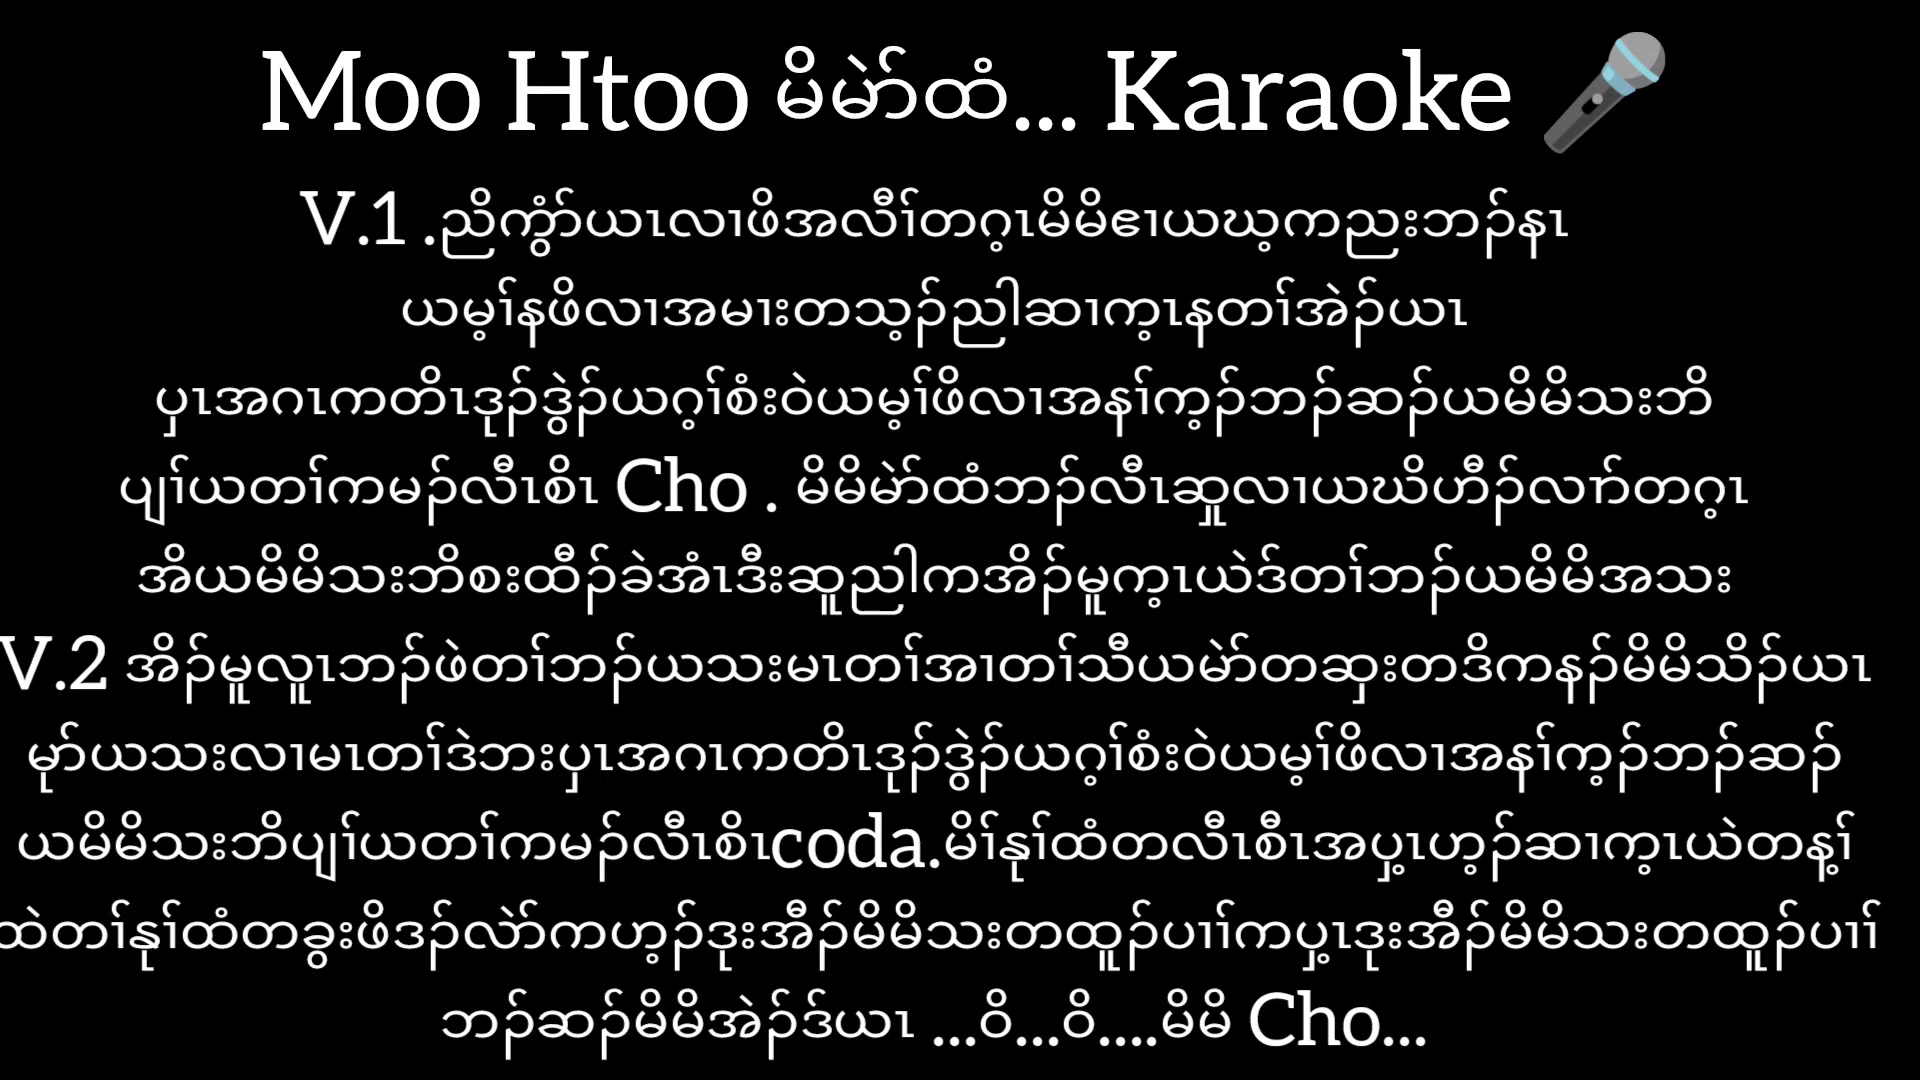 Moo Htoo မိမဲာ်ထံ... Karaoke 🎤
V.1 .ညိကွံာ်ယၤလၢဖိအလီၢ်တဂ့ၤမိမိဧၢယဃ့ကညးဘၣ်နၤ
ယမ့ၢ်နဖိလၢအမၢးတသ့ၣ်ညါဆၢက့ၤနတၢ်အဲၣ်ယၤ
ပှၤအဂၤကတိၤဒုၣ်ဒွဲၣ်ယဂ့ၢ်စံးဝဲယမ့ၢ်ဖိလၢအနၢ်က့ၣ်ဘၣ်ဆၣ်ယမိမိသးဘိ
ပျၢ်ယတၢ်ကမၣ်လီၤစိၤ Cho . မိမိမဲာ်ထံဘၣ်လီၤဆှူလၢယဃိဟီၣ်လၢာ်တဂ့ၤ
အိယမိမိသးဘိစးထီၣ်ခဲအံၤဒီးဆူညါကအိၣ်မူက့ၤယဲဒ်တၢ်ဘၣ်ယမိမိအသး
V.2 အိၣ်မူလူၤဘၣ်ဖဲတၢ်ဘၣ်ယသးမၤတၢ်အၢတၢ်သီယမဲာ်တဆှးတဒိကနၣ်မိမိသိၣ်ယၤ
မုာ်ယသးလၢမၤတၢ်ဒဲဘးပှၤအဂၤကတိၤဒုၣ်ဒွဲၣ်ယဂ့ၢ်စံးဝဲယမ့ၢ်ဖိလၢအနၢ်က့ၣ်ဘၣ်ဆၣ်
ယမိမိသးဘိပျၢ်ယတၢ်ကမၣ်လီၤစိၤcoda.မိၢ်နုၢ်ထံတလီၤစီၤအပှ့ၤဟ့ၣ်ဆၢက့ၤယဲတန့ၢ်
ထဲတၢ်နုၢ်ထံတခွးဖိဒၣ်လဲာ်ကဟ့ၣ်ဒုးအီၣ်မိမိသးတထူၣ်ပၢၢ်ကပှ့ၤဒုးအီၣ်မိမိသးတထူၣ်ပၢၢ်
ဘၣ်ဆၣ်မိမိအဲၣ်ဒ်ယၤ ...ဝိ...ဝိ....မိမိ Cho...